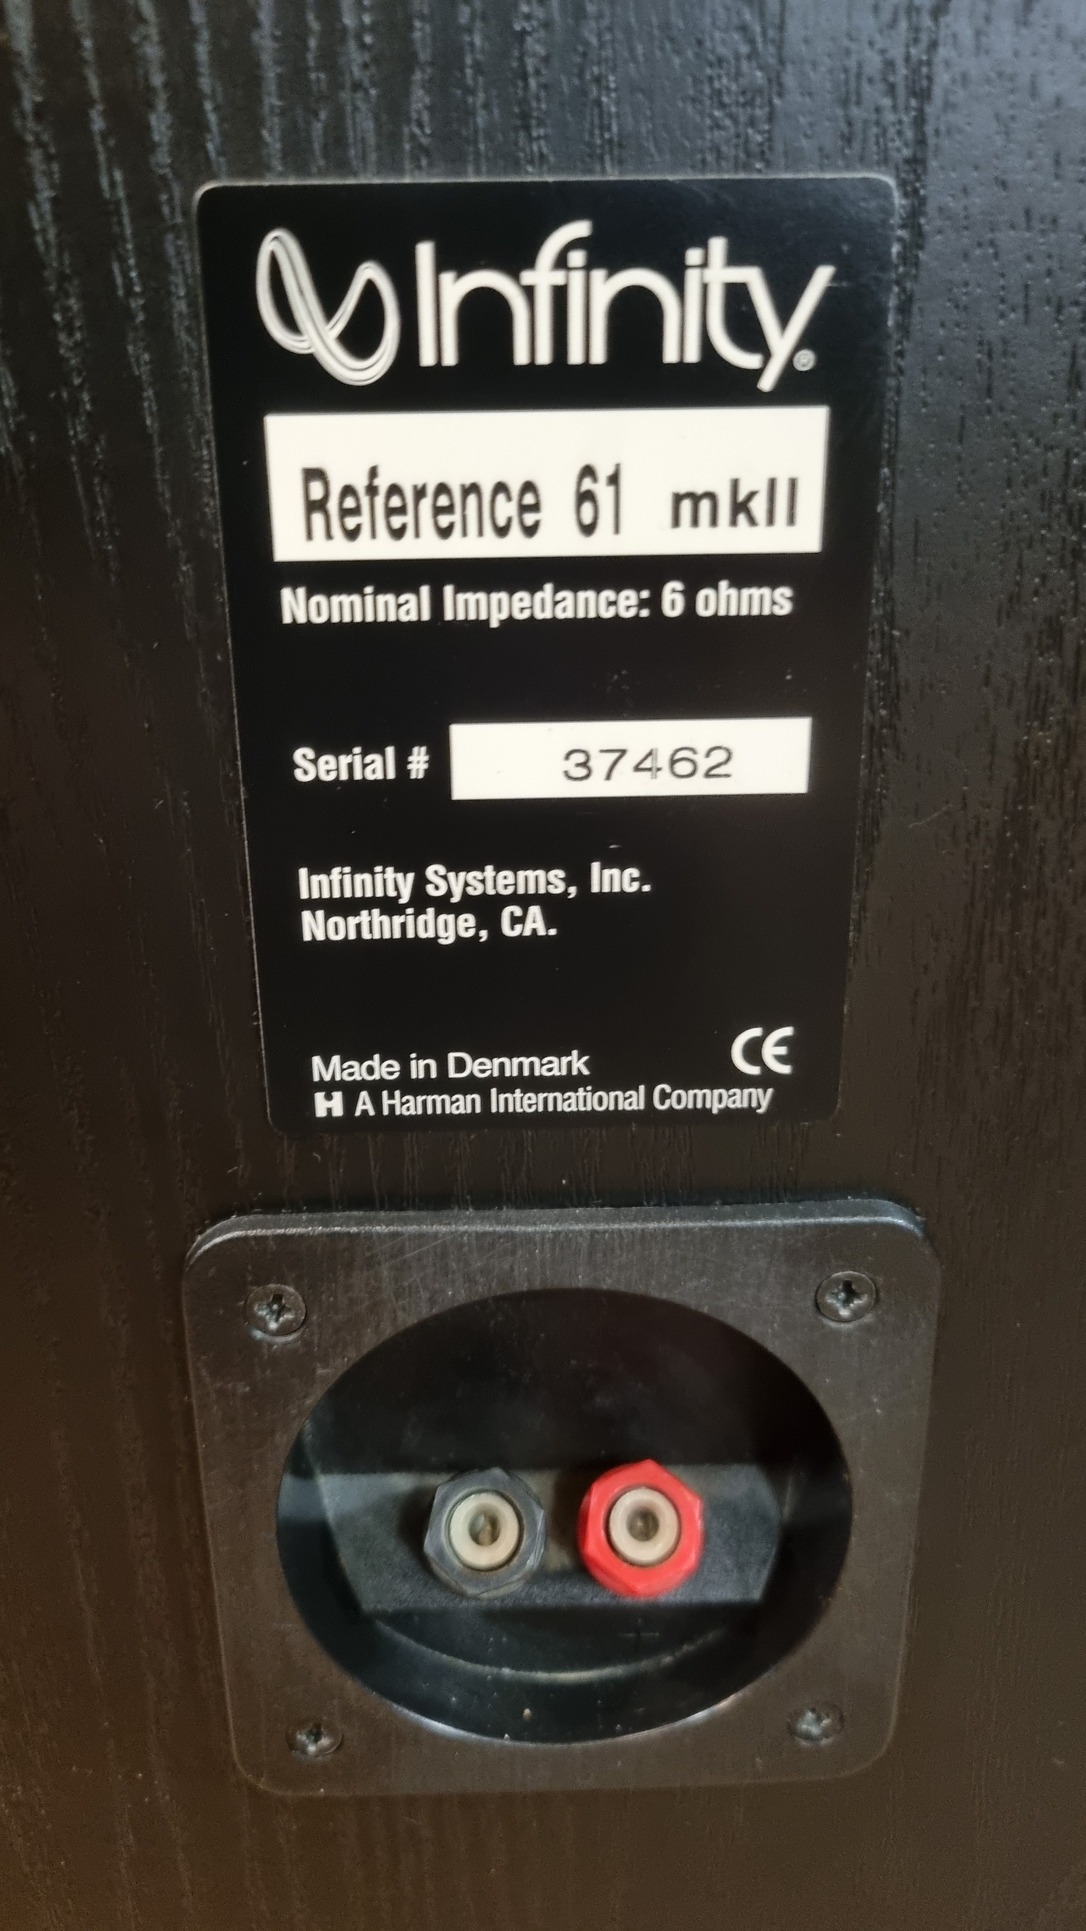 Infinity®
Reference 61 mkII
Nominal Impedance: 6 ohms
Serial # 37462
Infinity Systems, Inc.
Northridge, CA.
Made in Denmark CE
H A Harman International Company